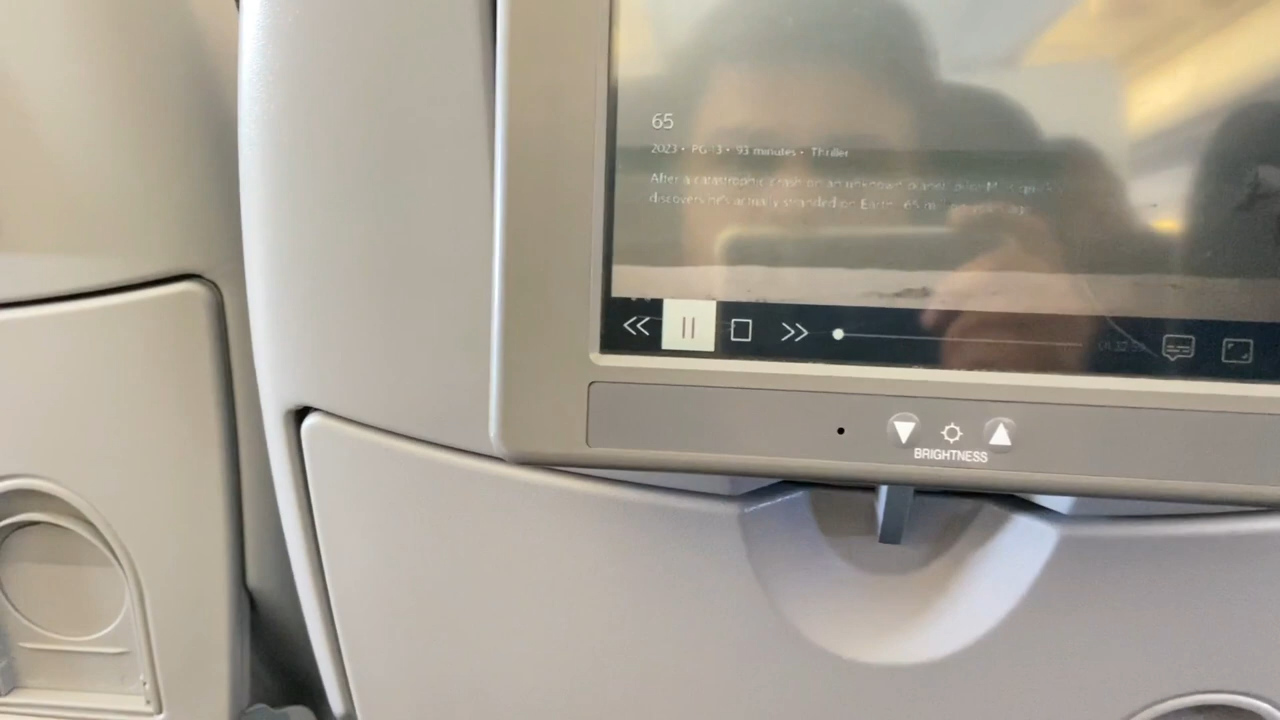 65
2023 • PG-13 • 93 minutes • Thriller
After a catastrophic crash on an unknown planet, pilot
discovers he's actually stranded on Earth 65
BRIGHTNESS